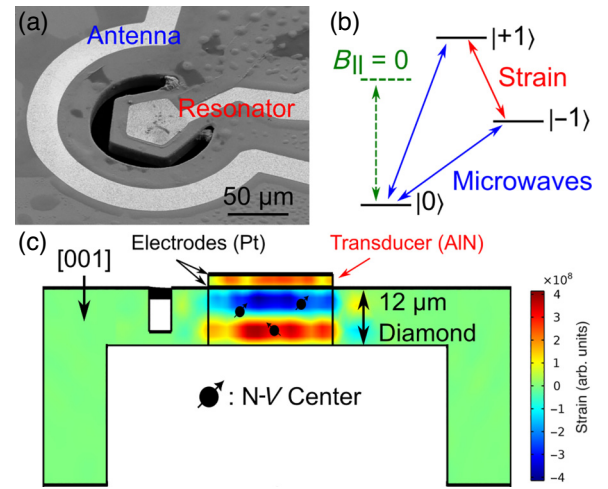 (a)
Antenna
Resonator
50 μm
(b)
|+1⟩
B|| = 0
Strain
|−1⟩
|0⟩
Microwaves
(c)
Electrodes (Pt)
Transducer (AlN)
[001]
12 μm
Diamond
: N-V Center
×10⁸
4
3
2
1
0
−1
−2
−3
−4
Strain (arb. units)